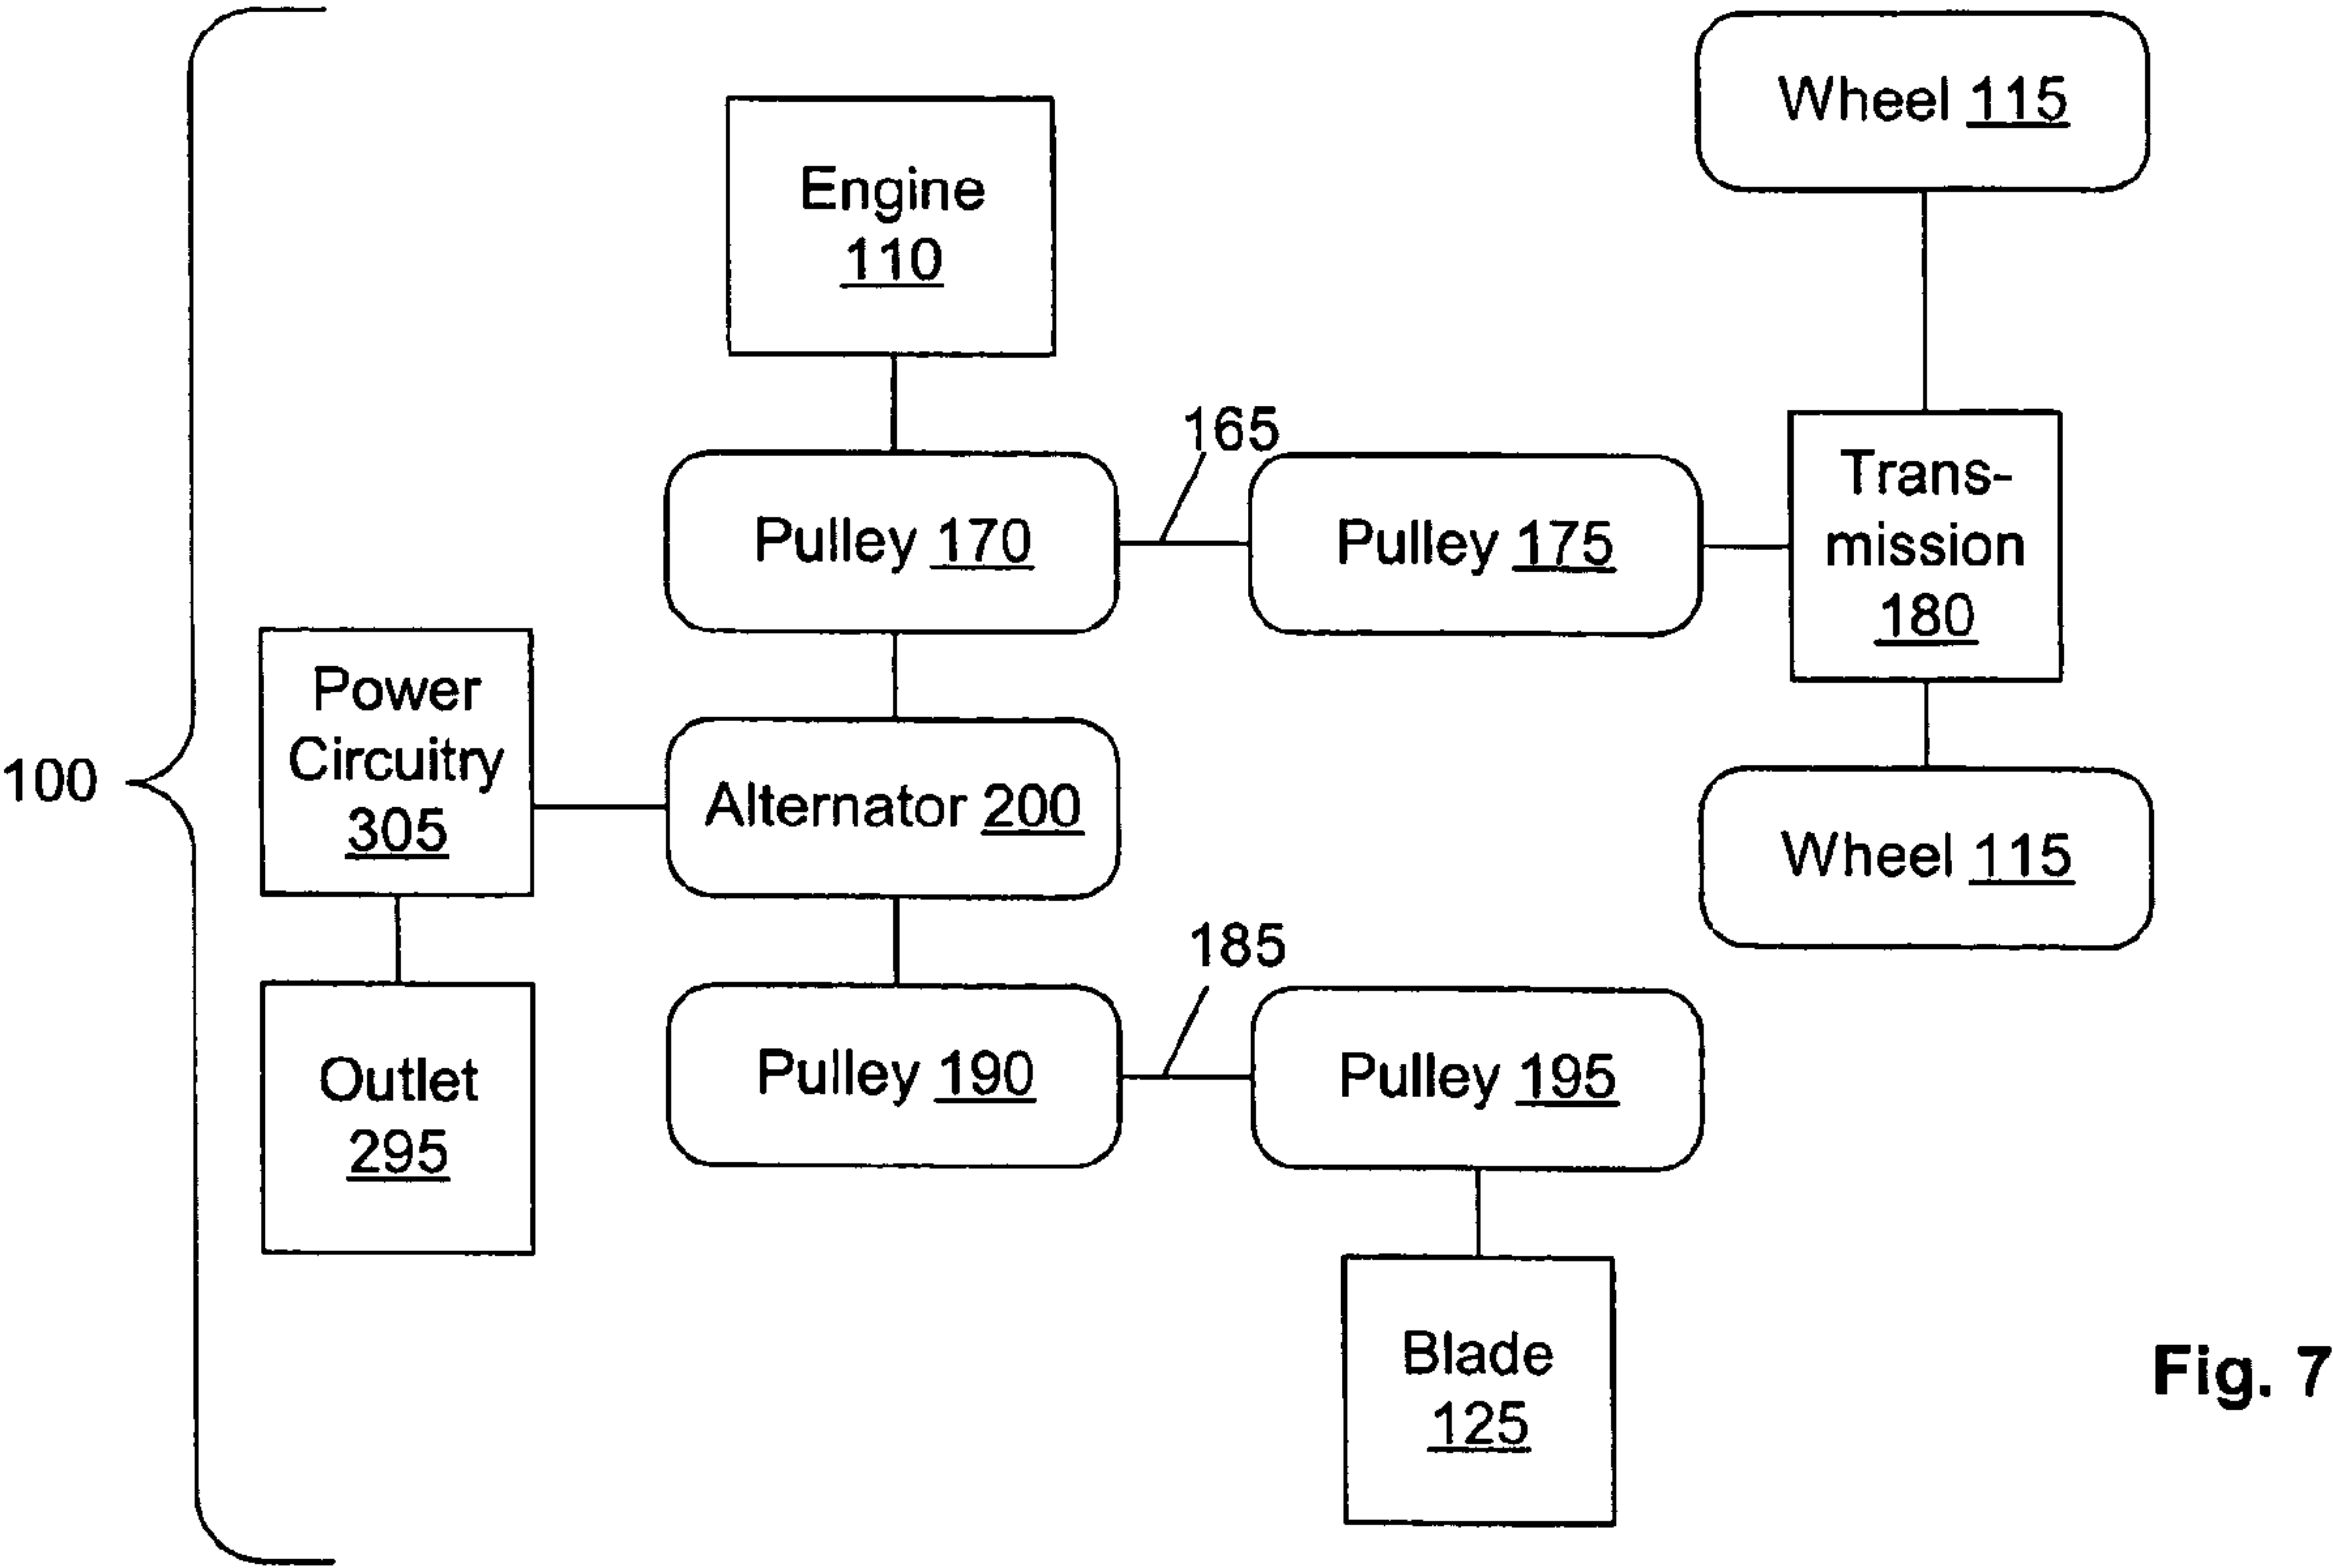 Wheel 115
Engine
110
165
Pulley 170
Pulley 175
Trans-
mission
180
Power
Circuitry
305
100
Alternator 200
Wheel 115
185
Outlet
295
Pulley 190
Pulley 195
Blade
125
Fig. 7